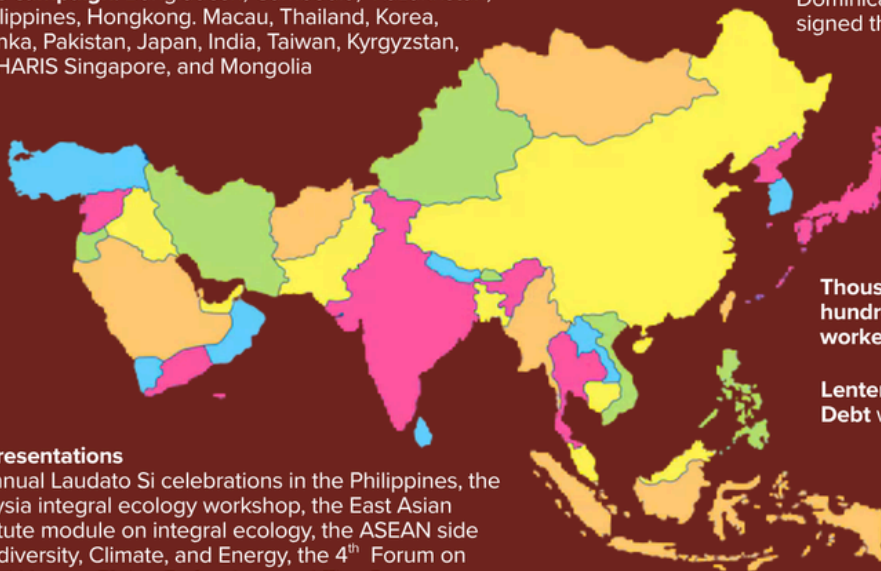 lippines, Hongkong. Macau, Thailand, Korea,
nka, Pakistan, Japan, India, Taiwan, Kyrgyzstan,
HARIS Singapore, and Mongolia
Dominica
signed th
Thous
hundr
worke
Lenter
Debt w
resentations
nnual Laudato Si celebrations in the Philippines, the
ysia integral ecology workshop, the East Asian
tute module on integral ecology, the ASEAN side
diversity, Climate, and Energy, the 4th Forum on